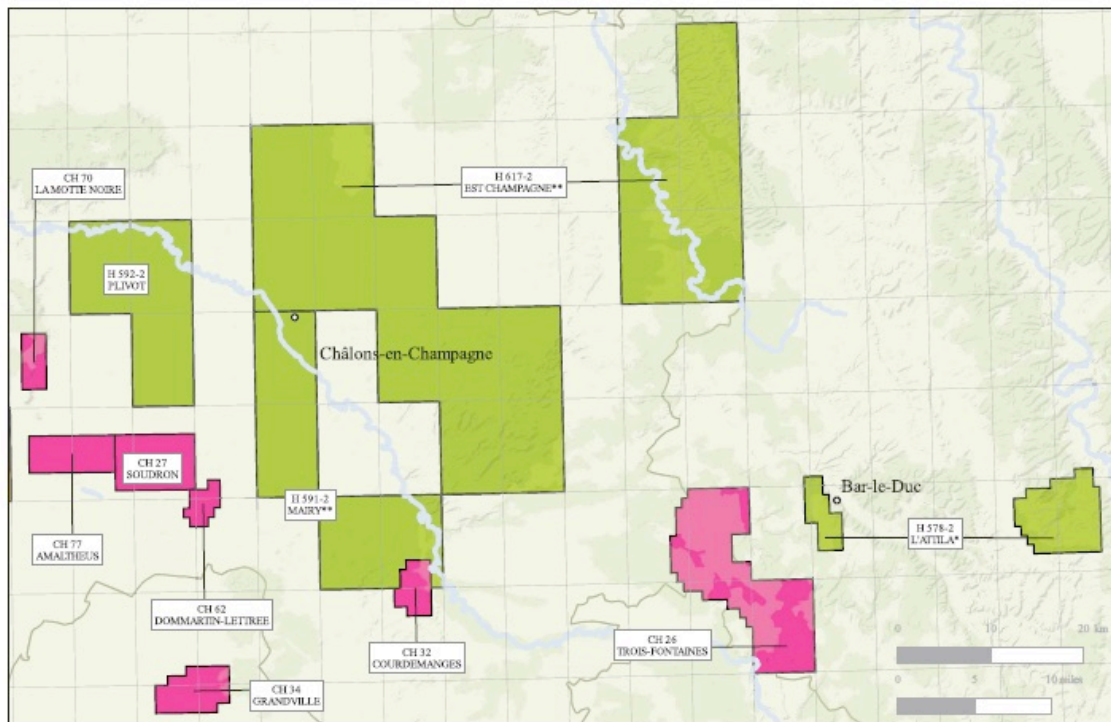 CH 70
LA MOTTE NOIRE
H 617-2
EST CHAMPAGNE**
H 592-2
PLIVOT
Châlons-en-Champagne
CH 27
SOUDRON
H 591-2
MAIRY**
Bar-le-Duc
H 578-2
L'ATTILA*
CH 77
AMALTHEUS
CH 62
DOMMARTIN-LETTREE
CH 32
COURDEMANGES
CH 26
TROIS-FONTAINES
0 10 20 km
CH 34
GRANDVILLE
0 5 10 miles